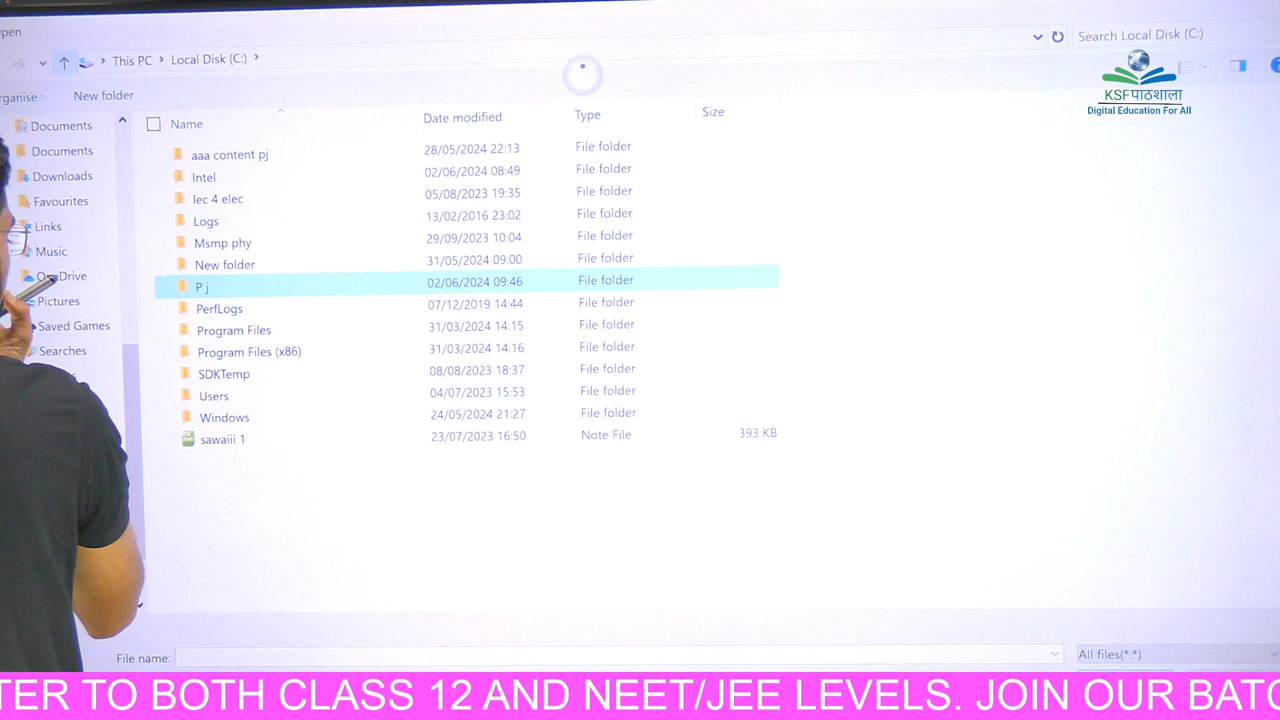 pen
This PC > Local Disk (C:) >
Search Local Disk (C:)
rganise
New folder
KSFपाठशाला
Digital Education For All
Name Date modified Type Size
aaa content pj 28/05/2024 22:13 File folder
Intel 02/06/2024 08:49 File folder
lec 4 elec 05/08/2023 19:35 File folder
Logs 13/02/2016 23:02 File folder
Msmp phy 29/09/2023 10:04 File folder
New folder 31/05/2024 09:00 File folder
P j 02/06/2024 09:46 File folder
PerfLogs 07/12/2019 14:44 File folder
Program Files 31/03/2024 14:15 File folder
Program Files (x86) 31/03/2024 14:16 File folder
SDKTemp 08/08/2023 18:37 File folder
Users 04/07/2023 15:53 File folder
Windows 24/05/2024 21:27 File folder
sawaiii 1 23/07/2023 16:50 Note File 393 KB
Documents
Documents
Downloads
Favourites
Links
Music
OneDrive
Pictures
Saved Games
Searches
File name:
All files(*.*)
TER TO BOTH CLASS 12 AND NEET/JEE LEVELS. JOIN OUR BATC